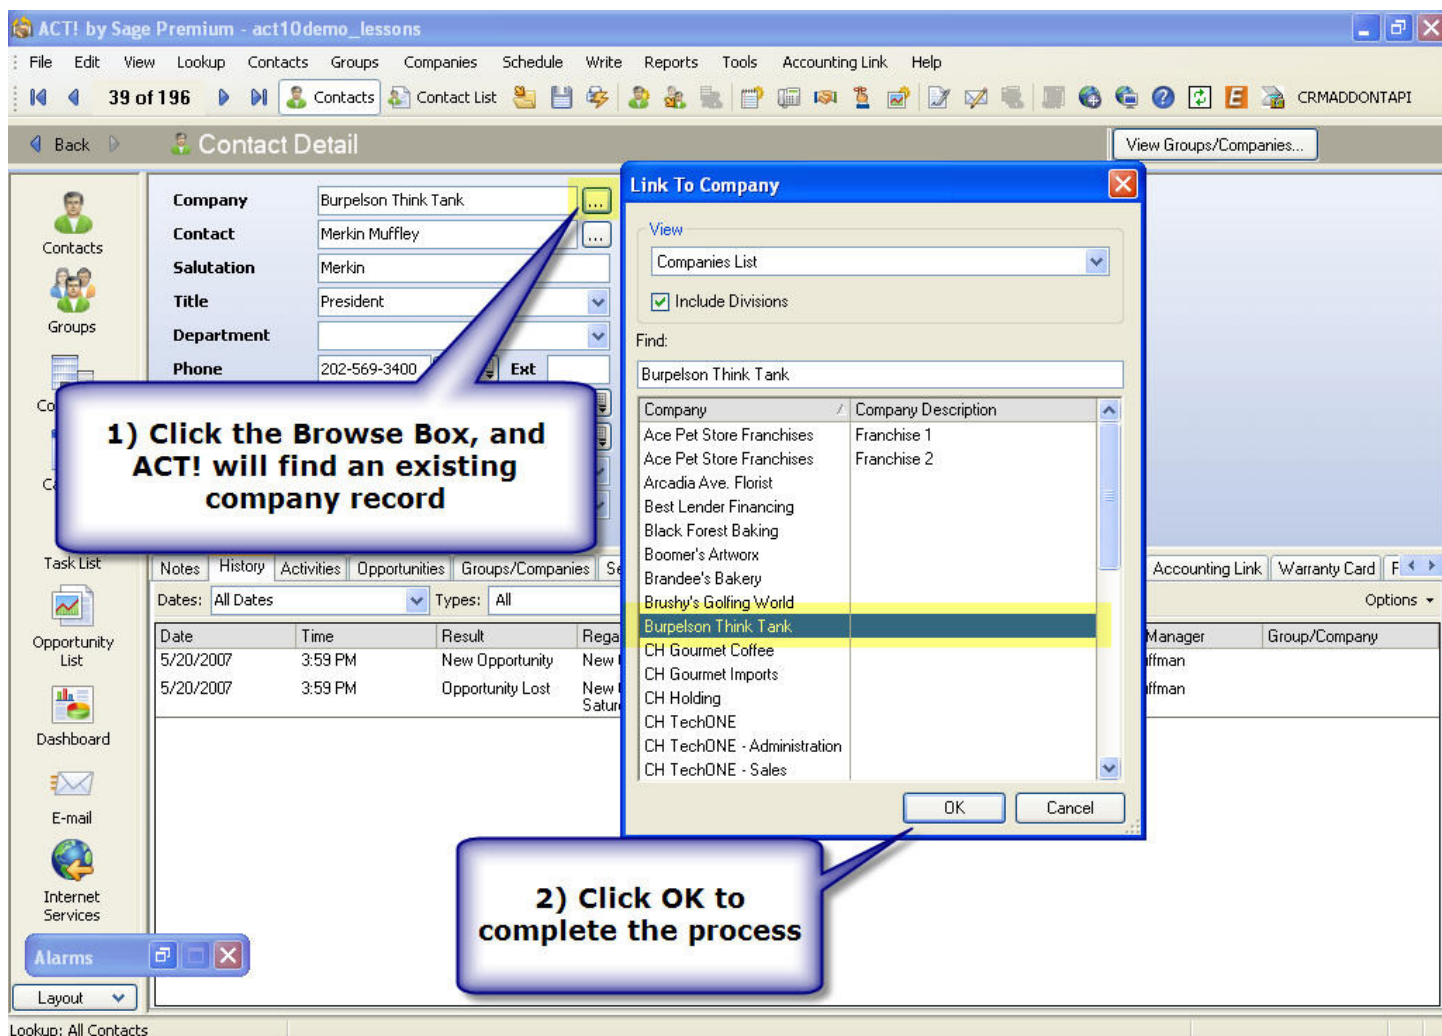 ACT! by Sage Premium - act10demo_lessons
File Edit View Lookup Contacts Groups Companies Schedule Write Reports Tools Accounting Link Help
39 of 196 Contacts Contact List CRMADDONTAPI
Back Contact Detail View Groups/Companies...
Contacts
Groups
Task List
Opportunity
List
Dashboard
E-mail
Internet
Services
Company Burpelson Think Tank ...
Contact Merkin Muffley ...
Salutation Merkin
Title President
Department
Phone 202-569-3400 Ext
1) Click the Browse Box, and
ACT! will find an existing
company record
Link To Company
View
Companies List
Include Divisions
Find:
Burpelson Think Tank
Company Company Description
Ace Pet Store Franchises Franchise 1
Ace Pet Store Franchises Franchise 2
Arcadia Ave. Florist
Best Lender Financing
Black Forest Baking
Boomer's Artworx
Brandee's Bakery
Brushy's Golfing World
Burpelson Think Tank
CH Gourmet Coffee
CH Gourmet Imports
CH Holding
CH TechONE
CH TechONE - Administration
CH TechONE - Sales
OK Cancel
2) Click OK to
complete the process
Notes History Activities Opportunities Groups/Companies Accounting Link Warranty Card
Dates: All Dates Types: All Options
Date Time Result Manager Group/Company
5/20/2007 3:59 PM New Opportunity New
5/20/2007 3:59 PM Opportunity Lost New
Alarms
Layout
Lookup: All Contacts